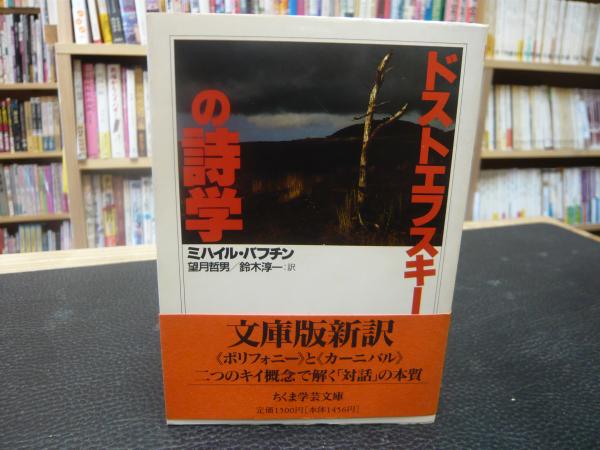 ドストエフスキー
の詩学
ミハイル・バフチン
望月哲男/鈴木淳一:訳
文庫版新訳
《ポリフォニー》と《カーニバル》
二つのキイ概念で解く「対話」の本質
ちくま学芸文庫
定価1500円[本体1456円]